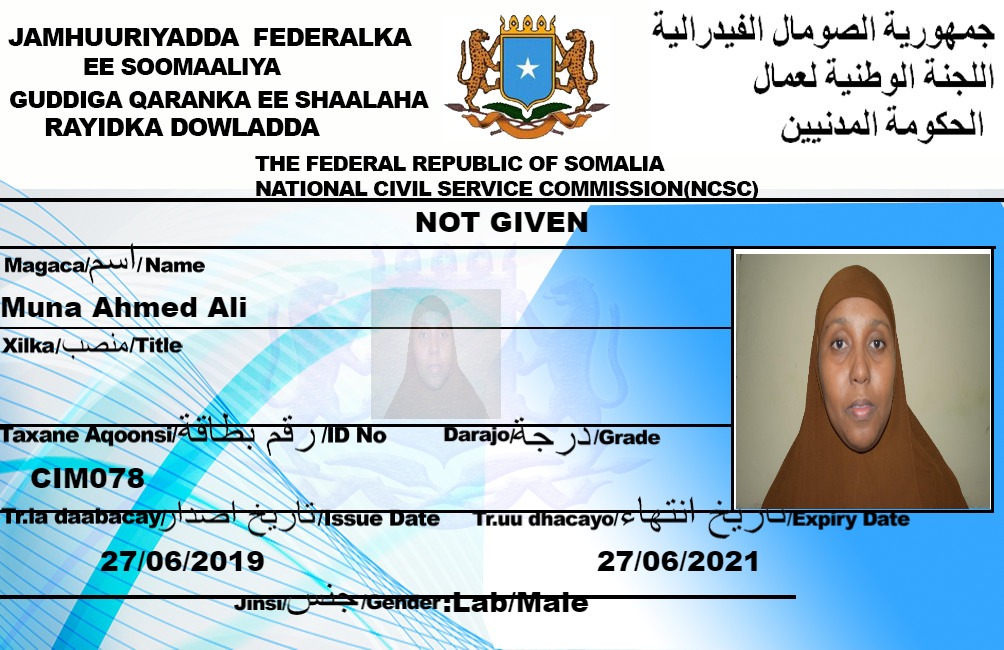 JAMHUURIYADDA FEDERALKA
EE SOOMAALIYA
GUDDIGA QARANKA EE SHAALAHA
RAYIDKA DOWLADDA
جمهورية الصومال الفيدرالية
اللجنة الوطنية لعمال
الحكومة المدنيين
THE FEDERAL REPUBLIC OF SOMALIA
NATIONAL CIVIL SERVICE COMMISSION(NCSC)
NOT GIVEN
Magaca/اسم/Name
Muna Ahmed Ali
Xilka/منصب/Title
Taxane Aqoonsi/رقم بطاقة/ID No
Darajo/درجة/Grade
CIM078
Tr.la daabacay/تاريخ اصدار/Issue Date
Tr.uu dhacayo/تاريخ انتهاء/Expiry Date
27/06/2019
27/06/2021
Jinsi/جنس/Gender:Lab/Male